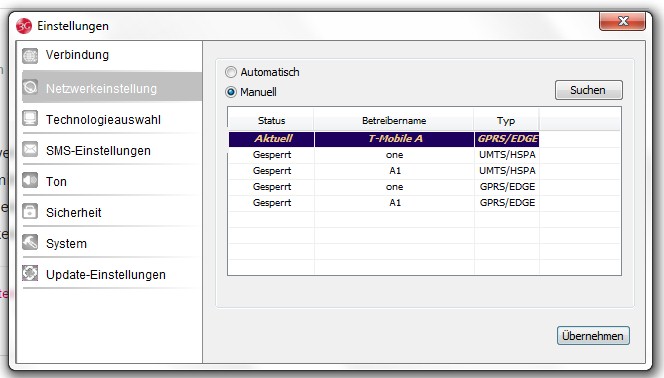 Einstellungen
Verbindung
Netzwerkeinstellung
Technologieauswahl
SMS-Einstellungen
Ton
Sicherheit
System
Update-Einstellungen
Automatisch
Manuell
Suchen
Status Betreibername Typ
Aktuell T-Mobile A GPRS/EDGE
Gesperrt one UMTS/HSPA
Gesperrt A1 UMTS/HSPA
Gesperrt one GPRS/EDGE
Gesperrt A1 GPRS/EDGE
Übernehmen